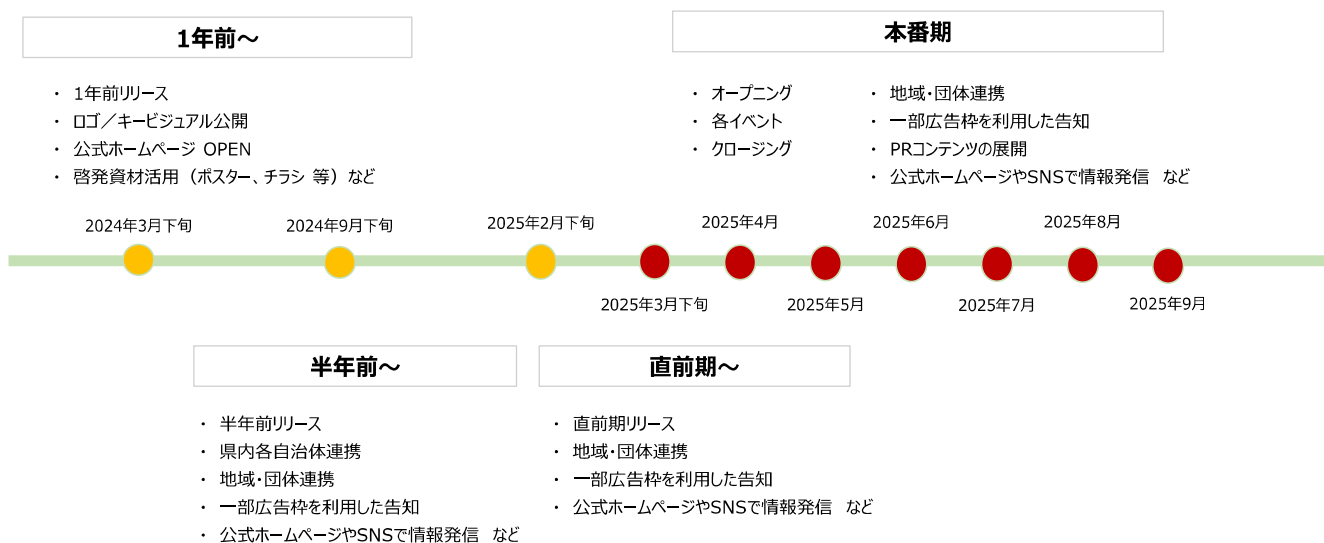 1年前～
・ 1年前リリース
・ ロゴ／キービジュアル公開
・ 公式ホームページ OPEN
・ 啓発資材活用（ポスター、チラシ 等）など
本番期
・ オープニング
・ 各イベント
・ クロージング
・ 地域・団体連携
・ 一部広告枠を利用した告知
・ PRコンテンツの展開
・ 公式ホームページやSNSで情報発信 など
2024年3月下旬
2024年9月下旬
2025年2月下旬
2025年3月下旬
2025年4月
2025年5月
2025年6月
2025年7月
2025年8月
2025年9月
半年前～
・ 半年前リリース
・ 県内各自治体連携
・ 地域・団体連携
・ 一部広告枠を利用した告知
・ 公式ホームページやSNSで情報発信 など
直前期～
・ 直前期リリース
・ 地域・団体連携
・ 一部広告枠を利用した告知
・ 公式ホームページやSNSで情報発信 など